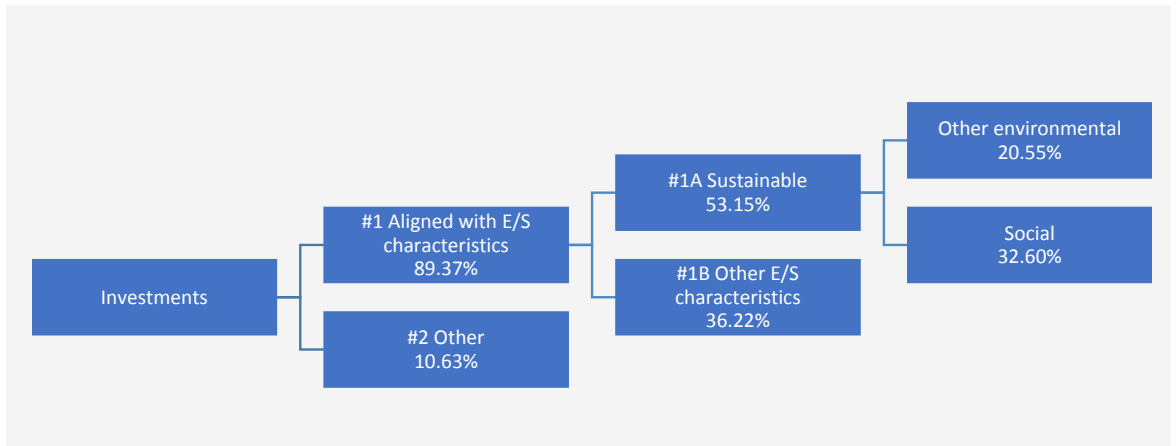 Investments
#1 Aligned with E/S
characteristics
89.37%
#2 Other
10.63%
#1A Sustainable
53.15%
#1B Other E/S
characteristics
36.22%
Other environmental
20.55%
Social
32.60%